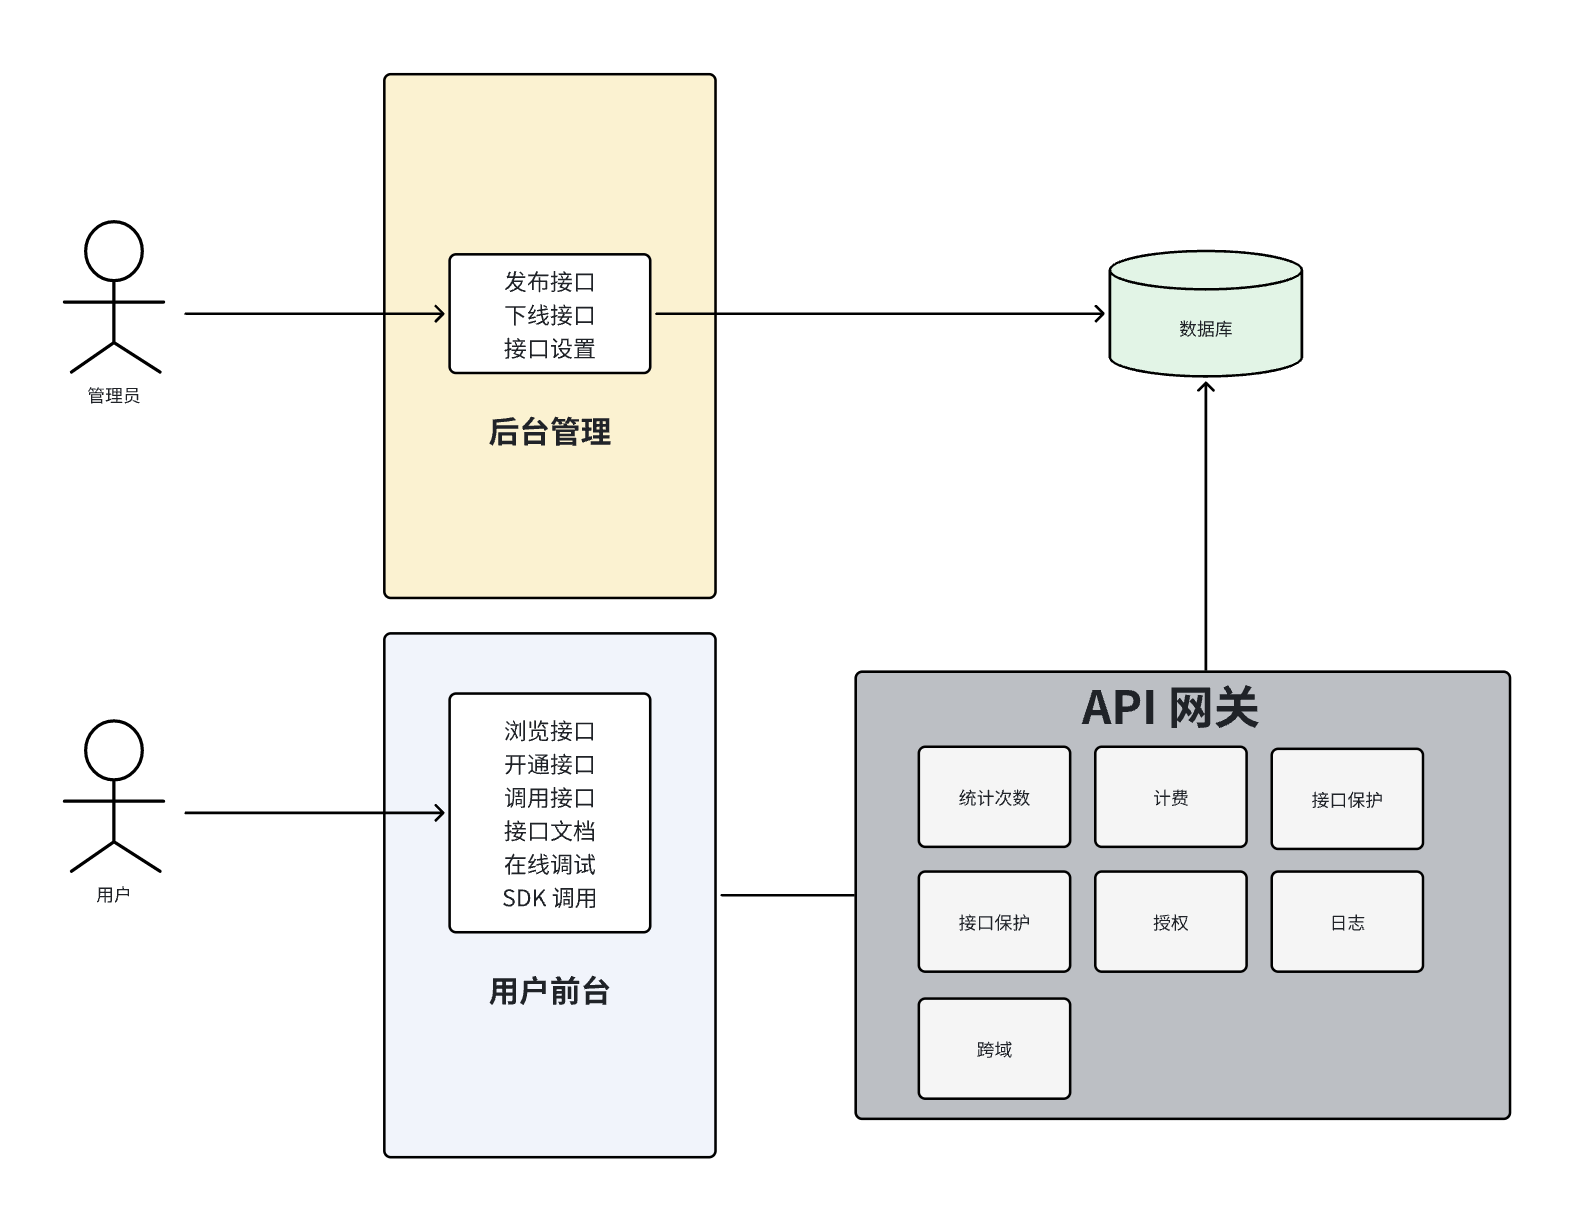 发布接口
下线接口
接口设置
管理员
后台管理
数据库
浏览接口
开通接口
调用接口
接口文档
在线调试
SDK 调用
用户
用户前台
API 网关
统计次数
计费
接口保护
接口保护
授权
日志
跨域